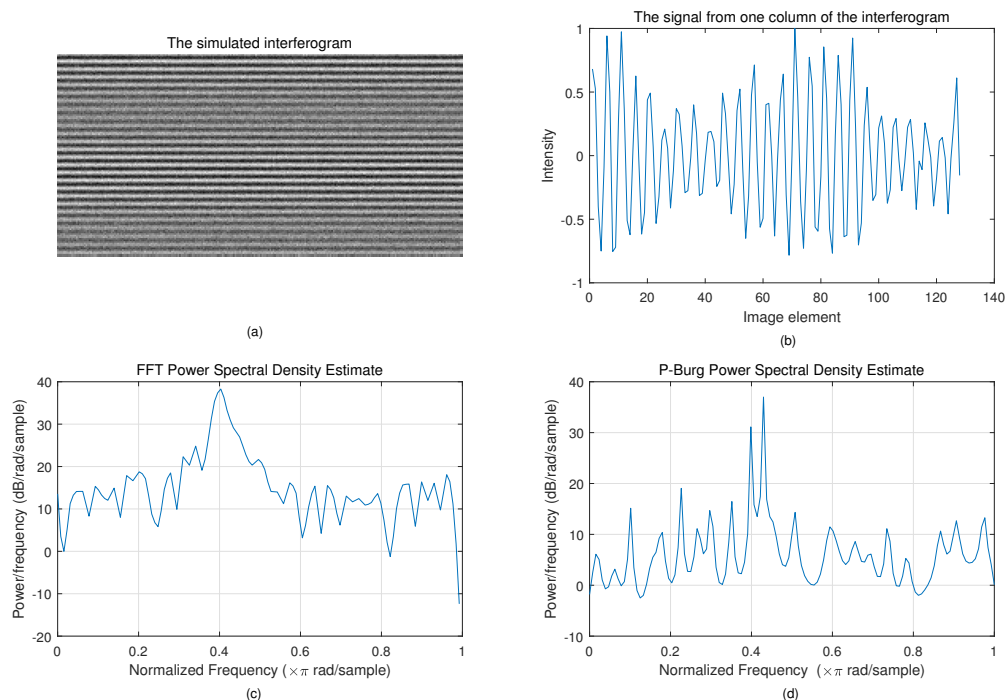 The simulated interferogram
(a)
The signal from one column of the interferogram
Intensity
1
0.5
0
-0.5
-1
0 20 40 60 80 100 120 140
Image element
(b)
FFT Power Spectral Density Estimate
Power/frequency (dB/rad/sample)
40
30
20
10
0
-10
-20
0 0.2 0.4 0.6 0.8 1
Normalized Frequency (×π rad/sample)
(c)
P-Burg Power Spectral Density Estimate
Power/frequency (dB/rad/sample)
40
30
20
10
0
-10
0 0.2 0.4 0.6 0.8 1
Normalized Frequency (×π rad/sample)
(d)